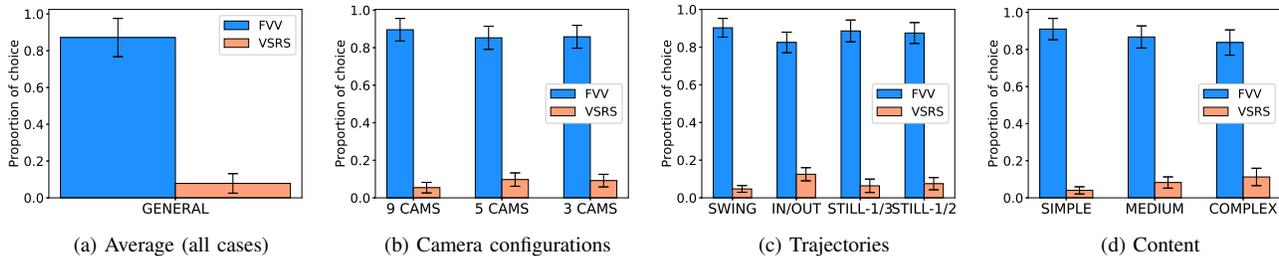 Proportion of choice
1.0
0.8
0.6
0.4
0.2
0.0
FVV
VSRS
GENERAL
(a) Average (all cases)
Proportion of choice
1.0
0.8
0.6
0.4
0.2
0.0
FVV
VSRS
9 CAMS 5 CAMS 3 CAMS
(b) Camera configurations
Proportion of choice
1.0
0.8
0.6
0.4
0.2
0.0
FVV
VSRS
SWING IN/OUT STILL-1/3 STILL-1/2
(c) Trajectories
Proportion of choice
1.0
0.8
0.6
0.4
0.2
0.0
FVV
VSRS
SIMPLE MEDIUM COMPLEX
(d) Content